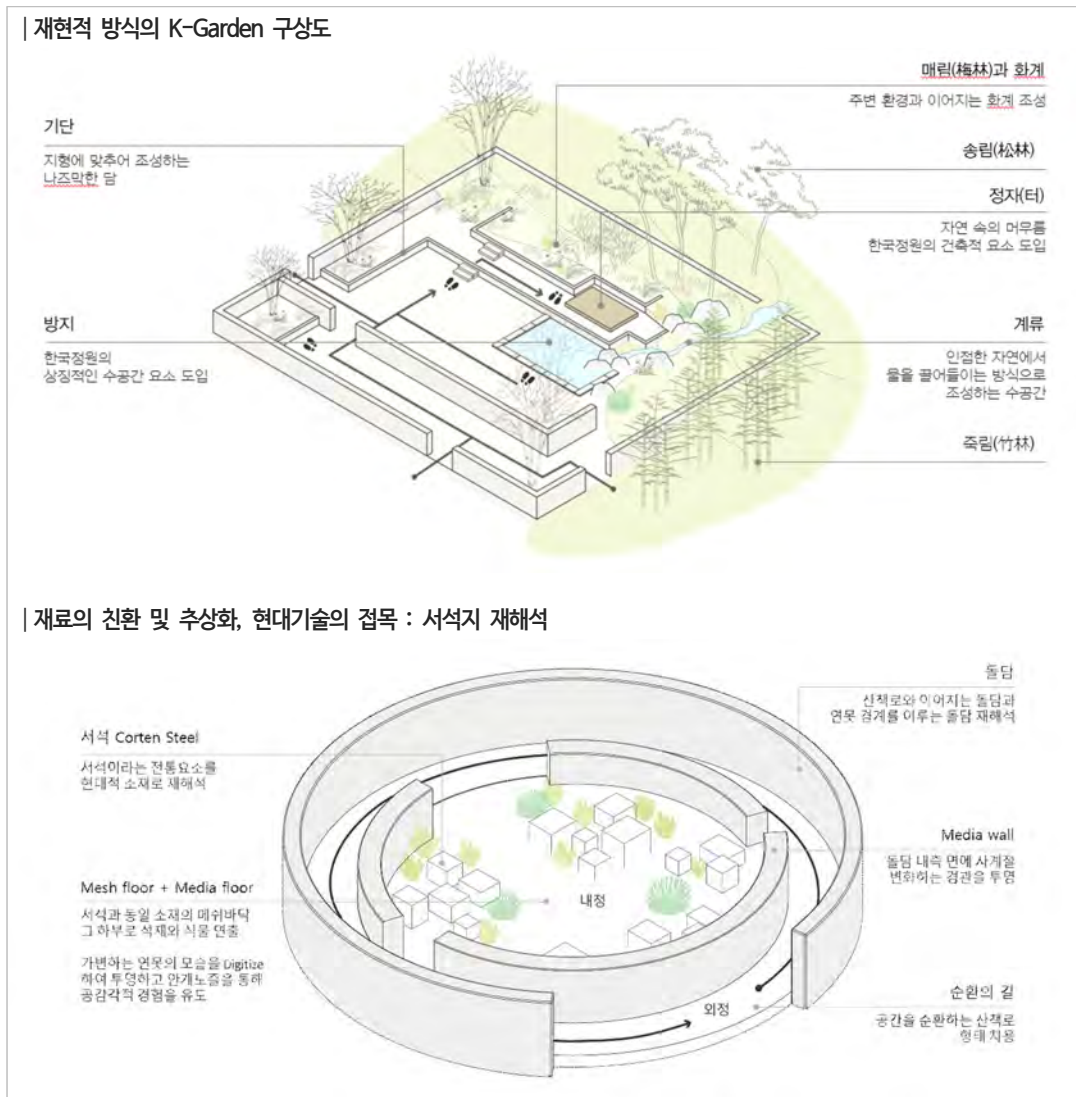 | 재현적 방식의 K-Garden 구상도
매림(梅林)과 화계
주변 환경과 이어지는 화계 조성
기단
지형에 맞추어 조성하는
나즈막한 담
송림(松林)
정자(터)
자연 속의 머무름
한국정원의 건축적 요소 도입
방지
한국정원의
상징적인 수공간 요소 도입
계류
인접한 자연에서
물을 끌어들이는 방식으로
조성하는 수공간
죽림(竹林)
| 재료의 친환 및 추상화, 현대기술의 접목 : 서석지 재해석
돌담
산책로와 이어지는 돌담과
연못 경계를 이루는 돌담 재해석
서석 Corten Steel
서석이라는 전통요소를
현대적 소재로 재해석
Media wall
돌담 내측 면에 사계절
변화하는 경관을 투영
Mesh floor + Media floor
서석과 동일 소재의 메쉬바닥
그 하부로 석재와 식물 연출
가변하는 연못의 모습을 Digitize
하여 투영하고 안개노즐을 통해
공감각적 경험을 유도
내정
외정
순환의 길
공간을 순환하는 산책로
형태 차용